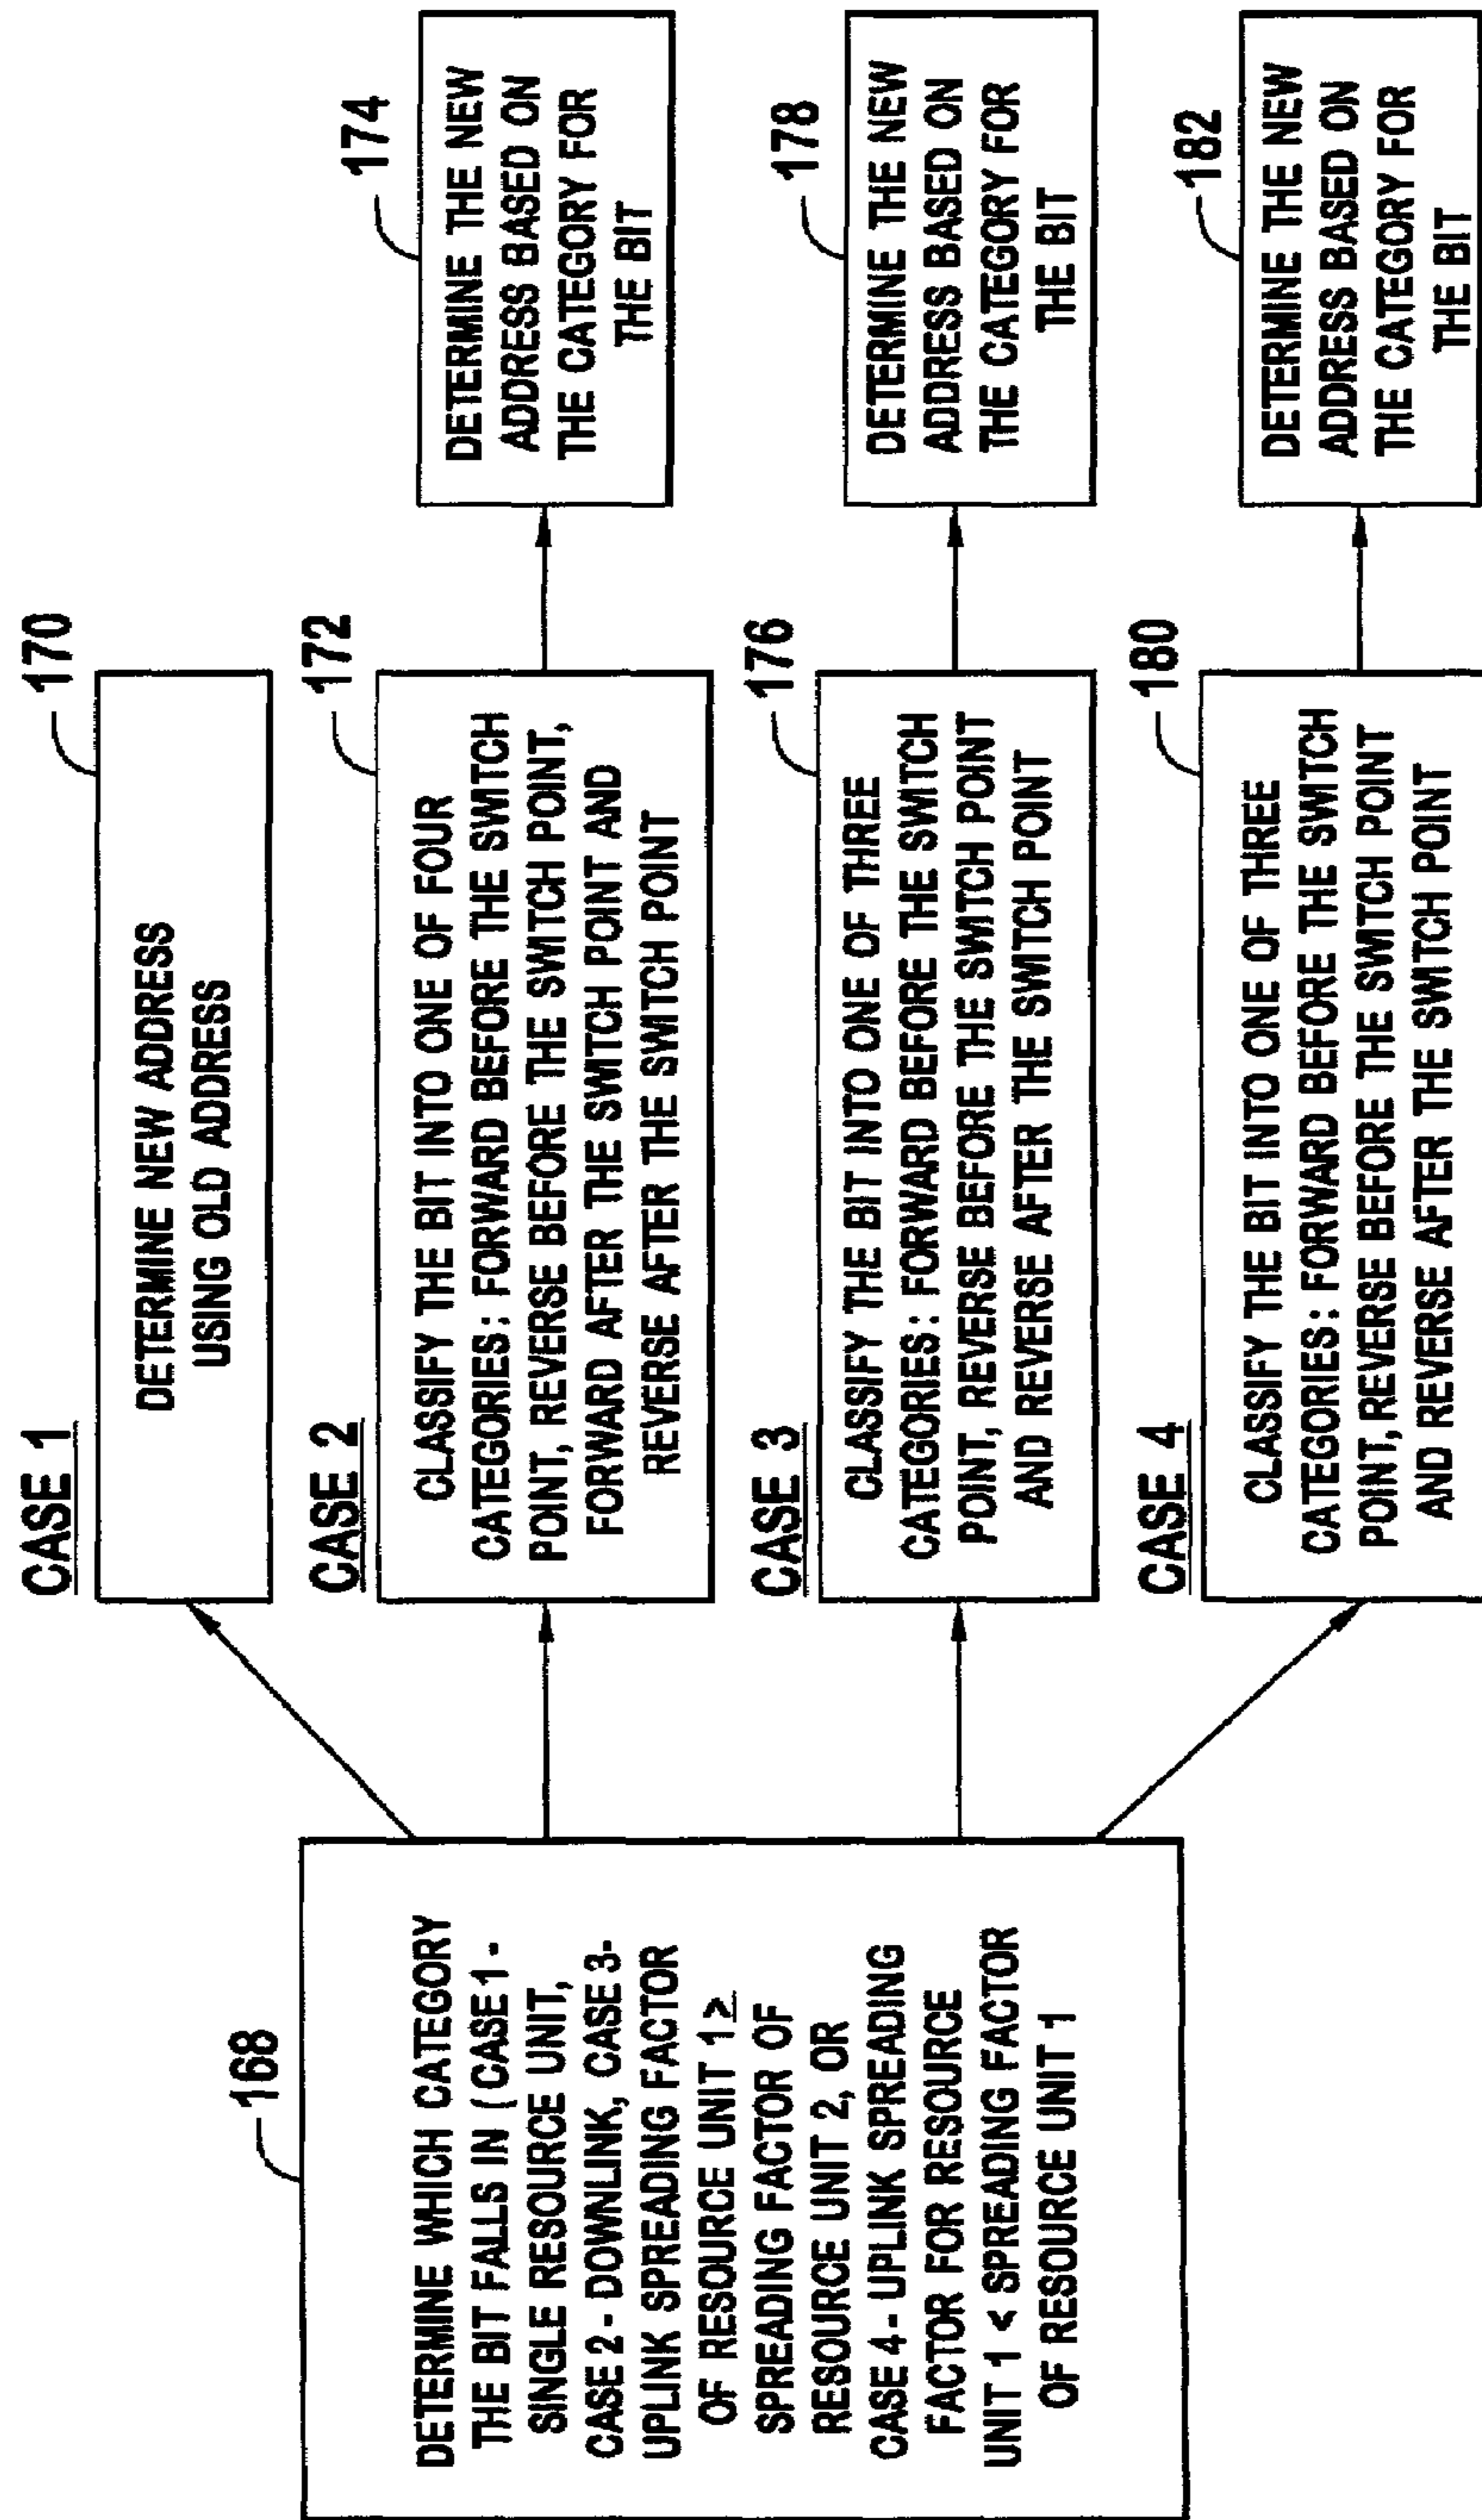 168
DETERMINE WHICH CATEGORY
THE BIT FALLS IN (CASE 1 -
SINGLE RESOURCE UNIT,
CASE 2 - DOWNLINK, CASE 3-
UPLINK SPREADING FACTOR
OF RESOURCE UNIT 1 ≥
SPREADING FACTOR OF
RESOURCE UNIT 2, OR
CASE 4 - UPLINK SPREADING
FACTOR FOR RESOURCE
UNIT 1 < SPREADING FACTOR
OF RESOURCE UNIT 1
CASE 1
170
DETERMINE NEW ADDRESS
USING OLD ADDRESS
CASE 2
172
CLASSIFY THE BIT INTO ONE OF FOUR
CATEGORIES: FORWARD BEFORE THE SWITCH
POINT, REVERSE BEFORE THE SWITCH POINT,
FORWARD AFTER THE SWITCH POINT AND
REVERSE AFTER THE SWITCH POINT
174
DETERMINE THE NEW
ADDRESS BASED ON
THE CATEGORY FOR
THE BIT
CASE 3
176
CLASSIFY THE BIT INTO ONE OF THREE
CATEGORIES: FORWARD BEFORE THE SWITCH
POINT, REVERSE BEFORE THE SWITCH POINT
AND REVERSE AFTER THE SWITCH POINT
178
DETERMINE THE NEW
ADDRESS BASED ON
THE CATEGORY FOR
THE BIT
CASE 4
180
CLASSIFY THE BIT INTO ONE OF THREE
CATEGORIES: FORWARD BEFORE THE SWITCH
POINT, REVERSE BEFORE THE SWITCH POINT
AND REVERSE AFTER THE SWITCH POINT
182
DETERMINE THE NEW
ADDRESS BASED ON
THE CATEGORY FOR
THE BIT